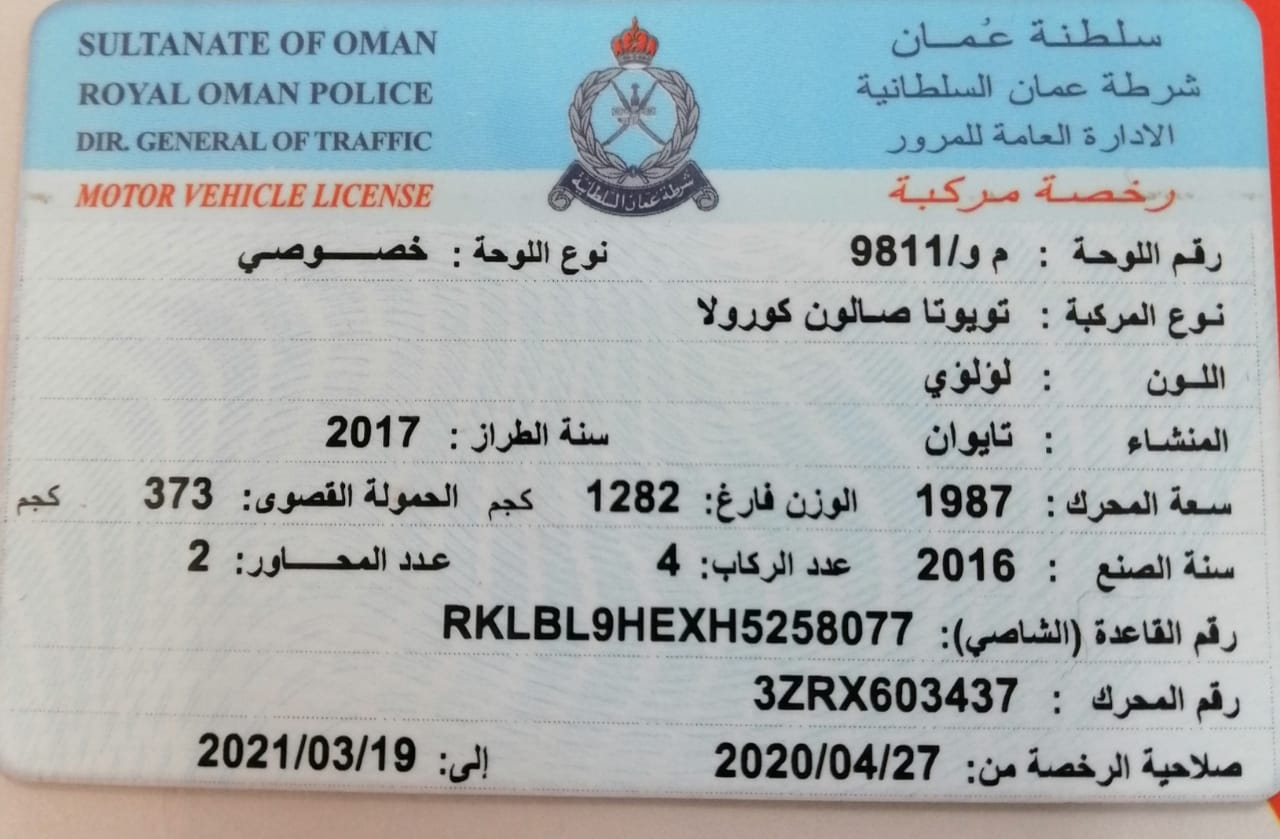 SULTANATE OF OMAN
ROYAL OMAN POLICE
DIR. GENERAL OF TRAFFIC
MOTOR VEHICLE LICENSE
سلطنة عُمان
شرطة عمان السلطانية
الادارة العامة للمرور
رخصة مركبة
شرطة عمان السلطانية
رقم اللوحة : م و/9811 نوع اللوحة : خصوصي
نوع المركبة : تويوتا صالون كورولا
اللون : لؤلؤي
المنشاء : تايوان سنة الطراز : 2017
سعة المحرك : 1987 الوزن فارغ: 1282 كجم الحمولة القصوى: 373 كجم
سنة الصنع : 2016 عدد الركاب: 4 عدد المحاور: 2
رقم القاعدة (الشاصي): RKLBL9HEXH5258077
رقم المحرك : 3ZRX603437
صلاحية الرخصة من: 2020/04/27 إلى: 2021/03/19